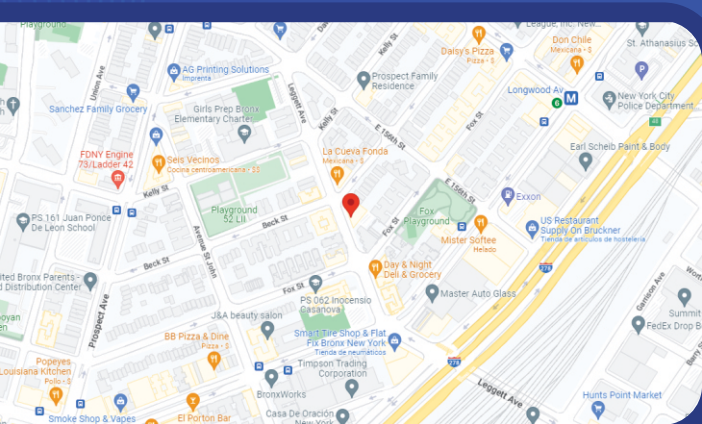 Playground
Union Ave
AG Printing Solutions
Imprenta
Sanchez Family Grocery
Girls Prep Bronx
Elementary Charter
Leggett Ave
Kelly St
Prospect Family
Residence
Daisy's Pizza
Pizza • $
League, Inc. New...
Don Chile
Mexicana • $
St. Athanasius Sc
Longwood Av
6
M
New York City
Police Department
Kelly St
E 156th St
Fox St
La Cueva Fonda
Mexicana • $
Earl Scheib Paint & Body
FDNY Engine
73/Ladder 42
Seis Vecinos
Cocina centroamericana • $$
Kelly St
E 156th St
Exxon
P
PS 161 Juan Ponce
De Leon School
Playground
52 LII
Beck St
Avenue St John
Fox
Playground
Fox St
Mister Softee
Helado
US Restaurant
Supply On Bruckner
Tienda de artículos de hostelería
Beck St
ted Bronx Parents -
d Distribution Center
Day & Night
Deli & Grocery
278
Fox St
PS 062 Inocensio
Casanova
Master Auto Glass
Garrison Ave
Prospect Ave
J&A beauty salon
BB Pizza & Dine
Pizza • $
Smart Tire Shop & Flat
Fix Bronx New York
Tienda de neumáticos
Summit
FedEx Drop B
Popeyes
Louisiana Kitchen
Pollo • $
Timpson Trading
Corporation
278
Leggett Ave
Barry St
Hunts Point Market
BronxWorks
Smoke Shop & Vapes
El Porton Bar
Casa De Oración
New York